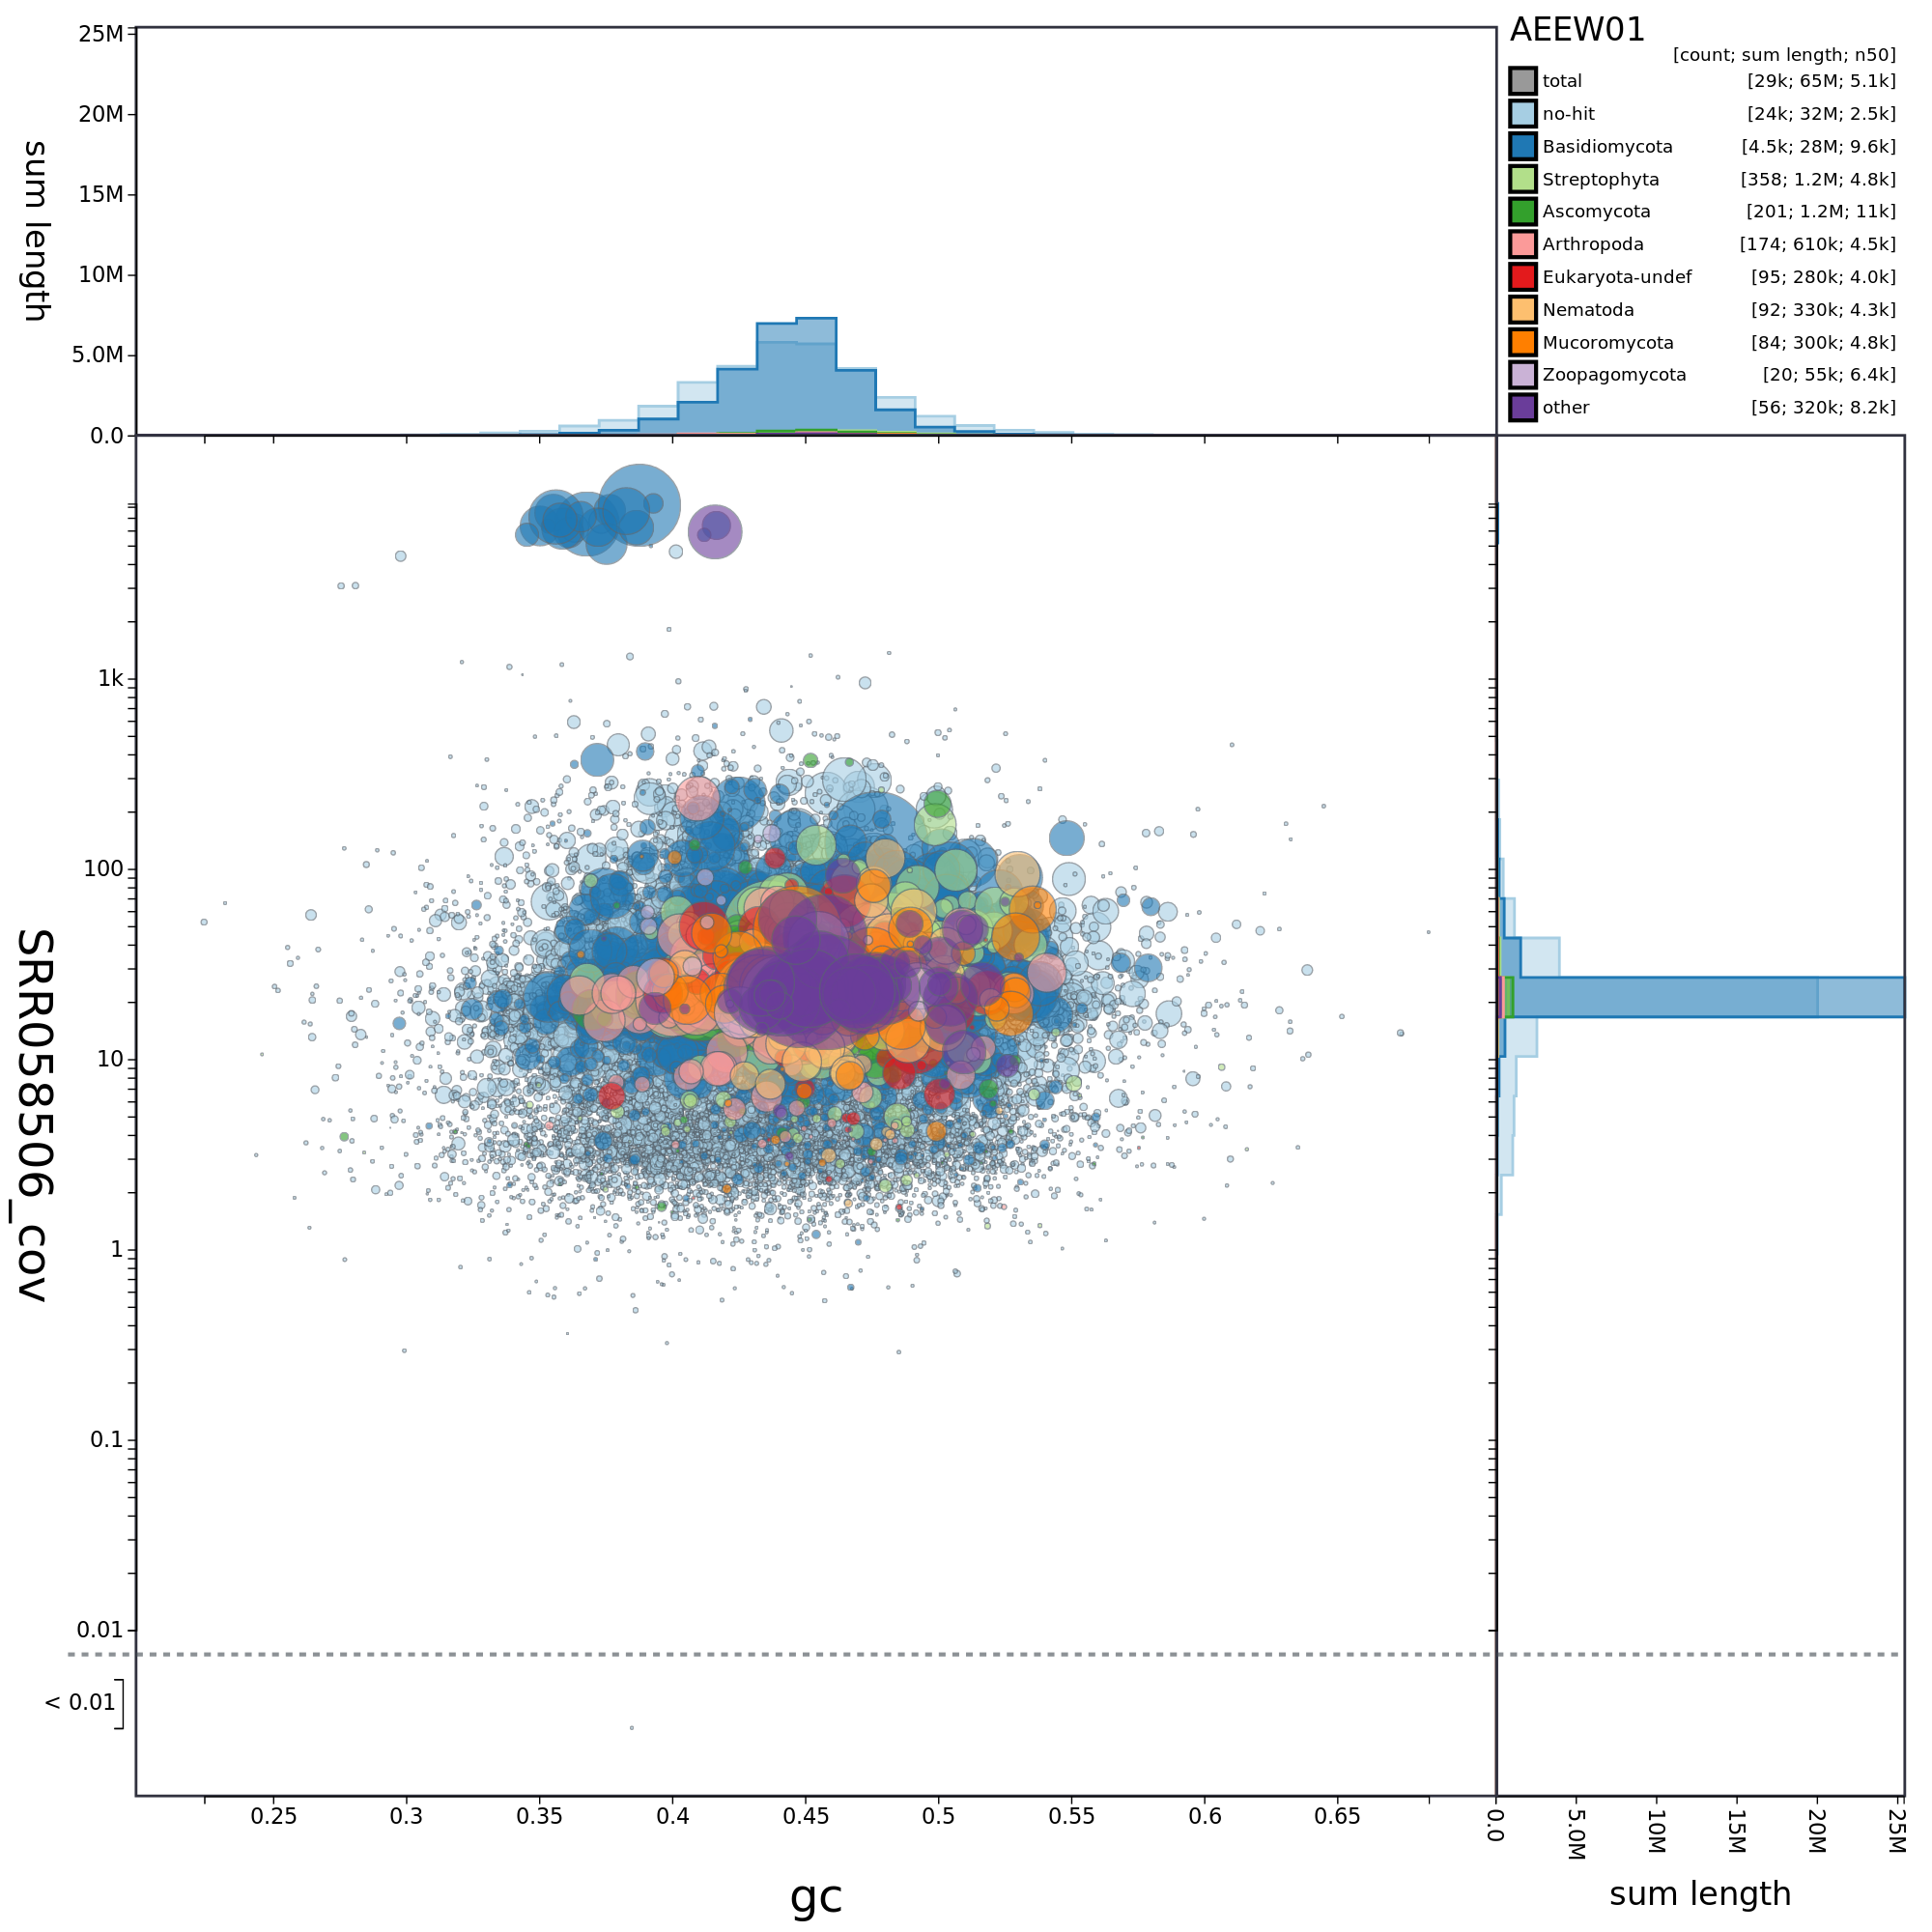 AEEW01
[count; sum length; n50]
total [29k; 65M; 5.1k]
no-hit [24k; 32M; 2.5k]
Basidiomycota [4.5k; 28M; 9.6k]
Streptophyta [358; 1.2M; 4.8k]
Ascomycota [201; 1.2M; 11k]
Arthropoda [174; 610k; 4.5k]
Eukaryota-undef [95; 280k; 4.0k]
Nematoda [92; 330k; 4.3k]
Mucoromycota [84; 300k; 4.8k]
Zoopagomycota [20; 55k; 6.4k]
other [56; 320k; 8.2k]
sum length
25M
20M
15M
10M
5.0M
0.0
SRR058506_cov
1k
100
10
1
0.1
0.01
< 0.01
0.25 0.3 0.35 0.4 0.45 0.5 0.55 0.6 0.65
gc
0.0 5.0M 10M 15M 20M 25M
sum length